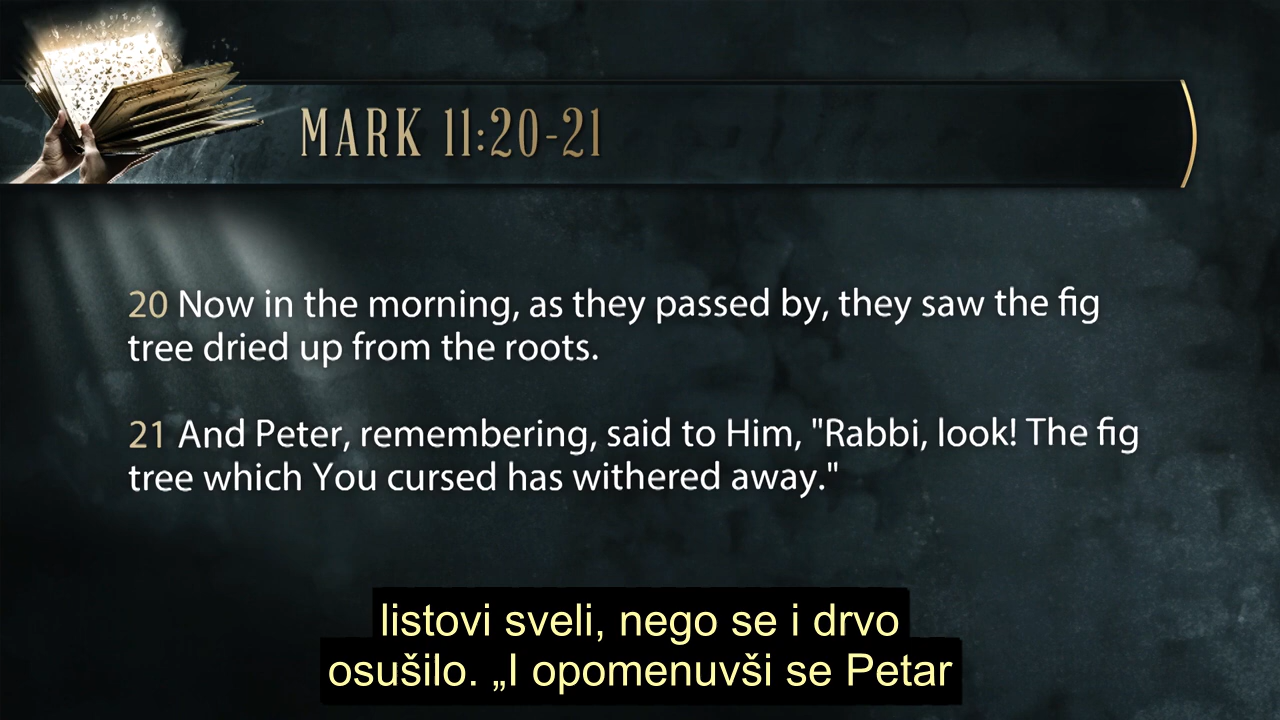 MARK 11:20-21
20 Now in the morning, as they passed by, they saw the fig
tree dried up from the roots.
21 And Peter, remembering, said to Him, "Rabbi, look! The fig
tree which You cursed has withered away."
listovi sveli, nego se i drvo
osušilo. „I opomenuvši se Petar